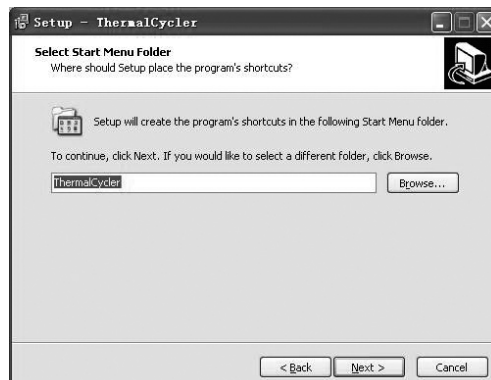 Setup - ThermalCycler
Select Start Menu Folder
Where should Setup place the program's shortcuts?
Setup will create the program's shortcuts in the following Start Menu folder.
To continue, click Next. If you would like to select a different folder, click Browse.
ThermalCycler
Browse...
< Back
Next >
Cancel